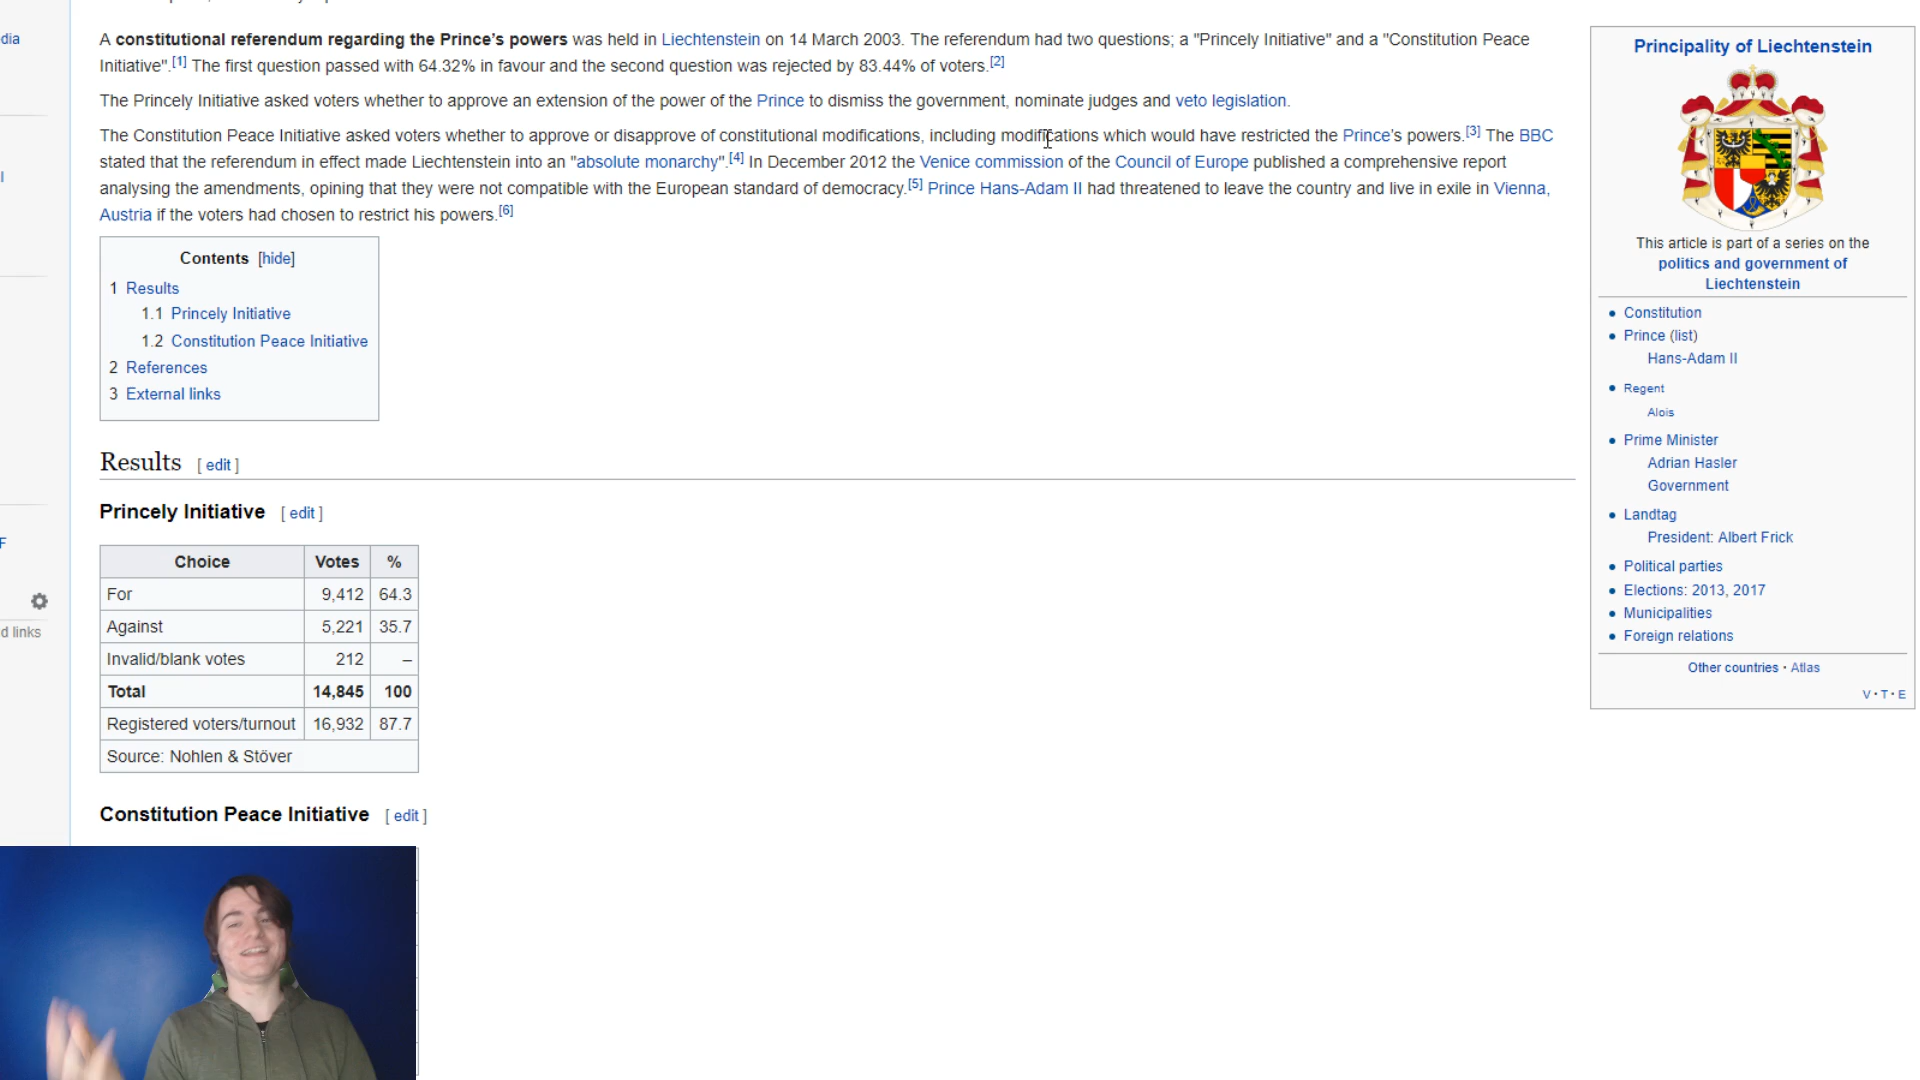 dia
l
F
d links
A constitutional referendum regarding the Prince's powers was held in Liechtenstein on 14 March 2003. The referendum had two questions; a "Princely Initiative" and a "Constitution Peace
Initiative".[1] The first question passed with 64.32% in favour and the second question was rejected by 83.44% of voters.[2]
The Princely Initiative asked voters whether to approve an extension of the power of the Prince to dismiss the government, nominate judges and veto legislation.
The Constitution Peace Initiative asked voters whether to approve or disapprove of constitutional modifications, including modifications which would have restricted the Prince's powers.[3] The BBC
stated that the referendum in effect made Liechtenstein into an "absolute monarchy".[4] In December 2012 the Venice commission of the Council of Europe published a comprehensive report
analysing the amendments, opining that they were not compatible with the European standard of democracy.[5] Prince Hans-Adam II had threatened to leave the country and live in exile in Vienna,
Austria if the voters had chosen to restrict his powers.[6]
Contents [hide]
1 Results
1.1 Princely Initiative
1.2 Constitution Peace Initiative
2 References
3 External links
Results [ edit ]
Princely Initiative [ edit ]
Choice Votes %
For 9,412 64.3
Against 5,221 35.7
Invalid/blank votes 212 –
Total 14,845 100
Registered voters/turnout 16,932 87.7
Source: Nohlen & Stöver
Constitution Peace Initiative [ edit ]
Principality of Liechtenstein
This article is part of a series on the
politics and government of
Liechtenstein
• Constitution
• Prince (list)
Hans-Adam II
• Regent
Alois
• Prime Minister
Adrian Hasler
Government
• Landtag
President: Albert Frick
• Political parties
• Elections: 2013, 2017
• Municipalities
• Foreign relations
Other countries · Atlas
V · T · E